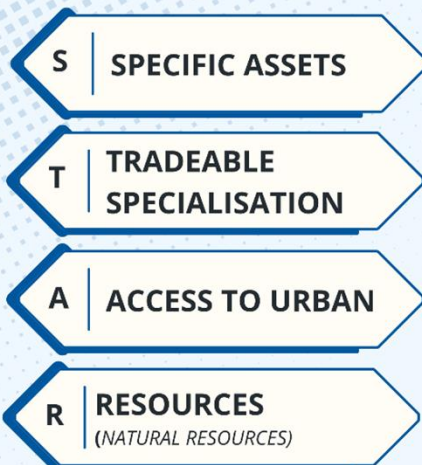 S SPECIFIC ASSETS
T TRADEABLE
SPECIALISATION
A ACCESS TO URBAN
R RESOURCES
(NATURAL RESOURCES)